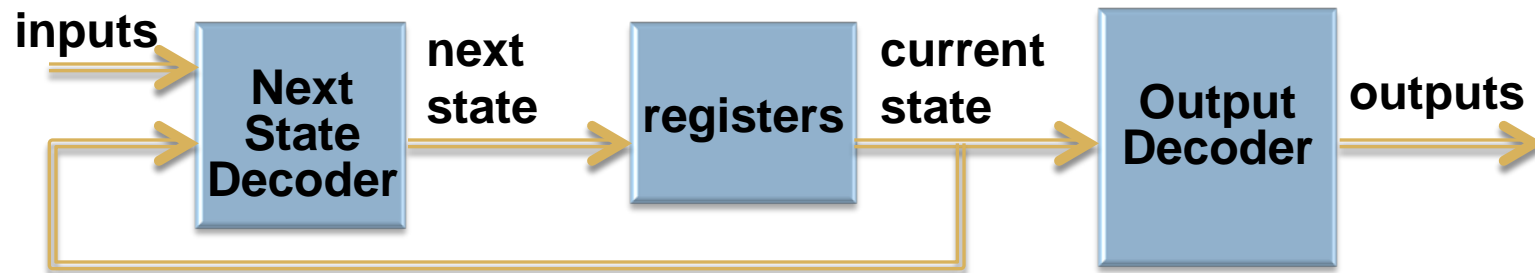 inputs
Next
State
Decoder
next
state
registers
current
state
Output
Decoder
outputs